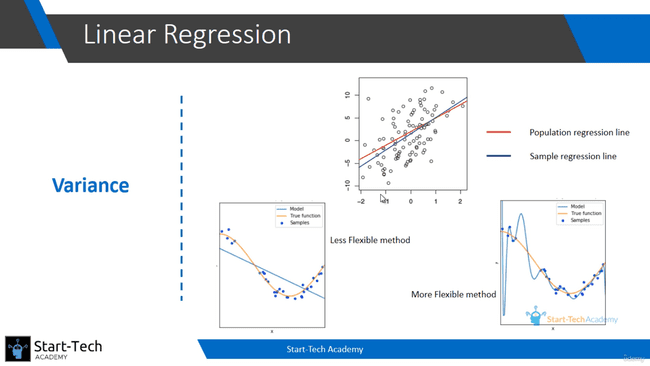 Linear Regression
Variance
10
5
0
−5
−10
−2
−1
0
1
2
Population regression line
Sample regression line
Model
True function
Samples
x
Less Flexible method
Model
True function
Samples
x
More Flexible method
Start-TechAcademy
Start-Tech
ACADEMY
Start-Tech Academy
Udemy